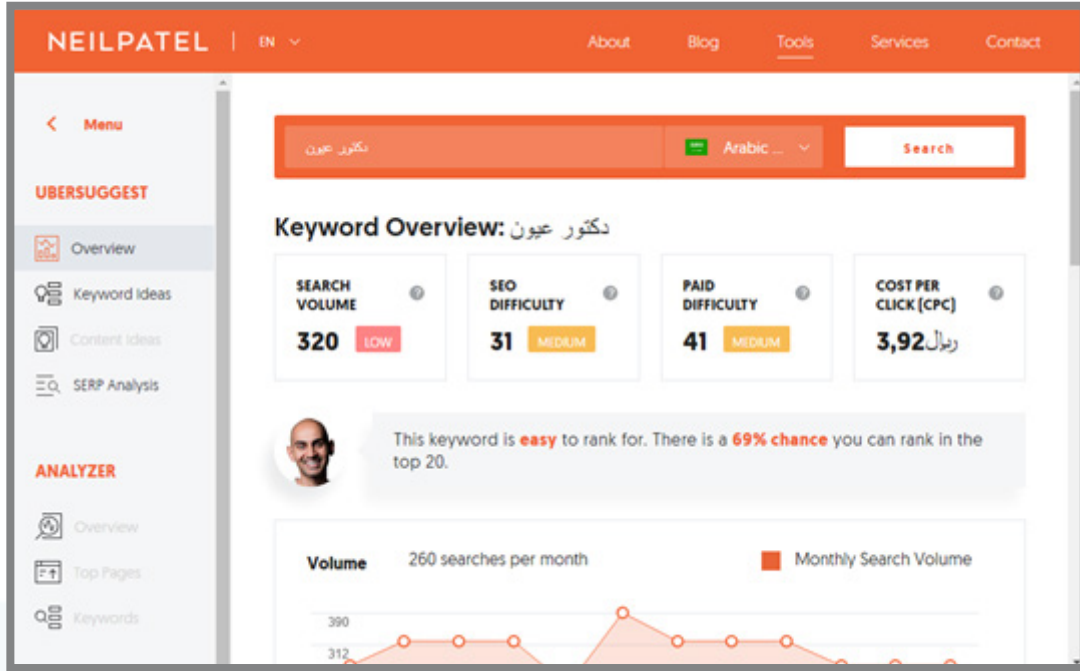 NEILPATEL | EN
About Blog Tools Services Contact
Menu
دكتور عيون Arabic ... Search
UBERSUGGEST
Overview
Keyword Ideas
Content Ideas
SERP Analysis
ANALYZER
Overview
Top Pages
Keywords
Keyword Overview: دكتور عيون
SEARCH VOLUME
320 LOW
SEO DIFFICULTY
31 MEDIUM
PAID DIFFICULTY
41 MEDIUM
COST PER CLICK (CPC)
3,92ريال
This keyword is easy to rank for. There is a 69% chance you can rank in the
top 20.
Volume 260 searches per month Monthly Search Volume
390
312